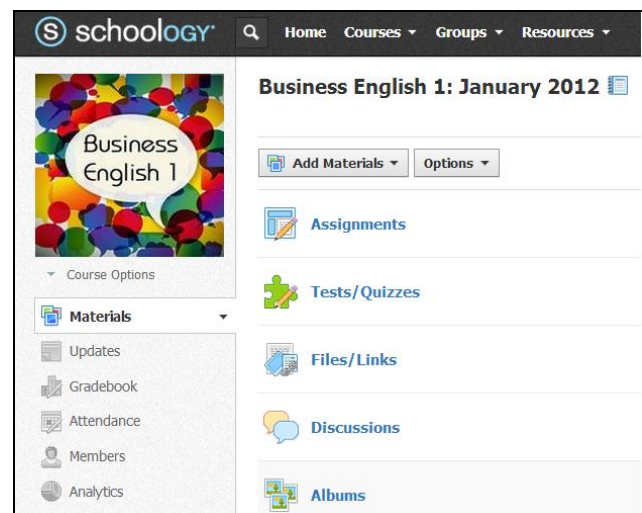 S schoology
Home Courses Groups Resources
Business
English 1
Course Options
Materials
Updates
Gradebook
Attendance
Members
Analytics
Business English 1: January 2012
Add Materials Options
Assignments
Tests/Quizzes
Files/Links
Discussions
Albums